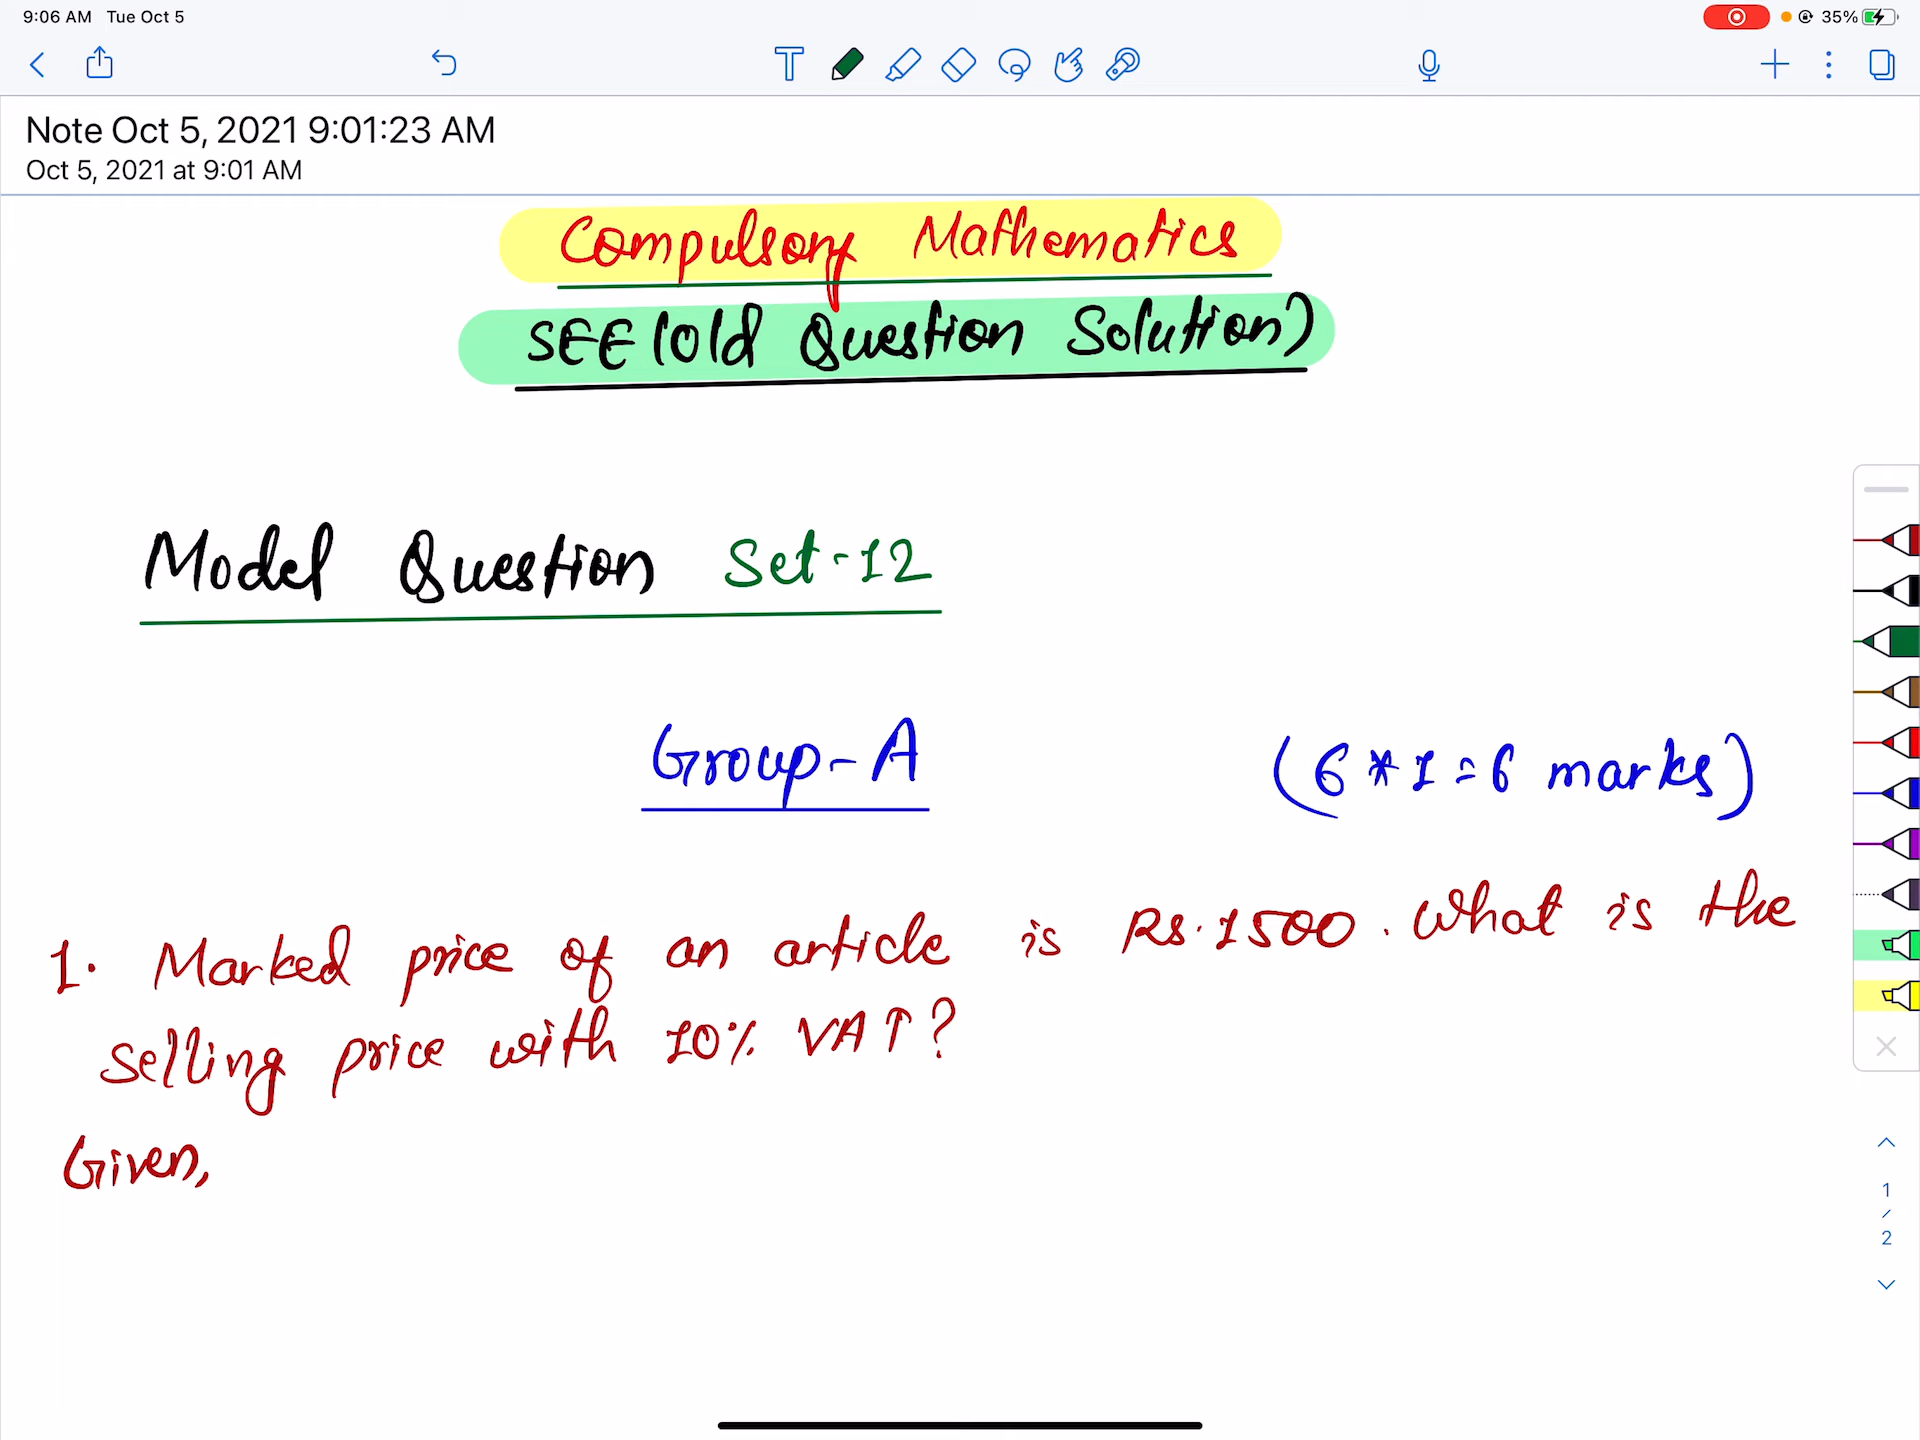 9:06 AM Tue Oct 5
35%
Note Oct 5, 2021 9:01:23 AM
Oct 5, 2021 at 9:01 AM
Compulsory Mathematics
SEE (old Question Solution)
Model Question Set-12
Group-A (6*1=6 marks)
1. Marked price of an article is Rs. 1500. What is the
selling price with 10% VAT?
Given,
1
/
2